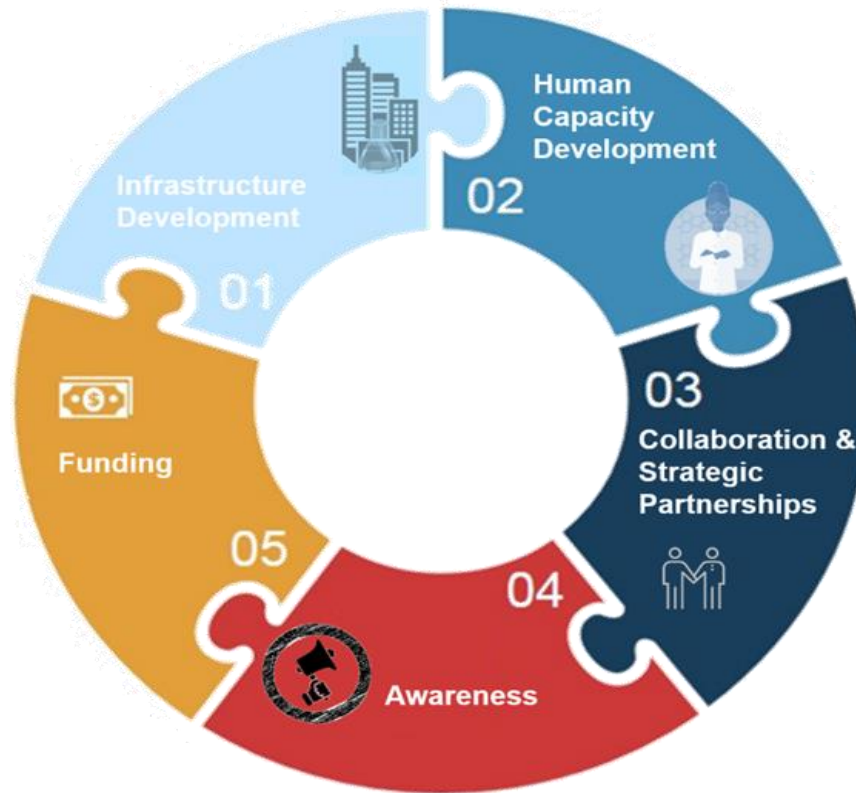 Infrastructure
Development
01
Human
Capacity
Development
02
03
Collaboration &
Strategic
Partnerships
04
Awareness
05
Funding
$